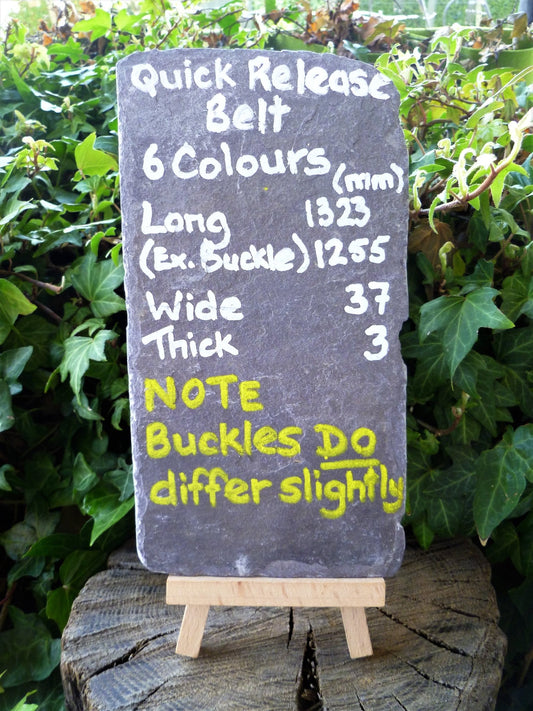 Quick Release
Belt
6 Colours (mm)
Long 1323
(Ex. Buckle) 1255
Wide 37
Thick 3
NOTE
Buckles DO
differ slightly